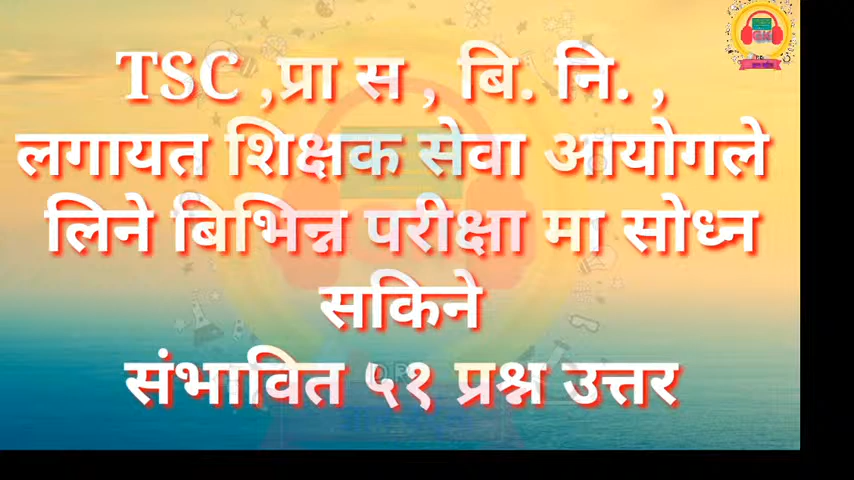 TSC ,प्रा स , बि. नि. ,
लगायत शिक्षक सेवा आयोगले
लिने बिभिन्न परीक्षा मा सोध्न
सकिने
संभावित ५१ प्रश्न उत्तर